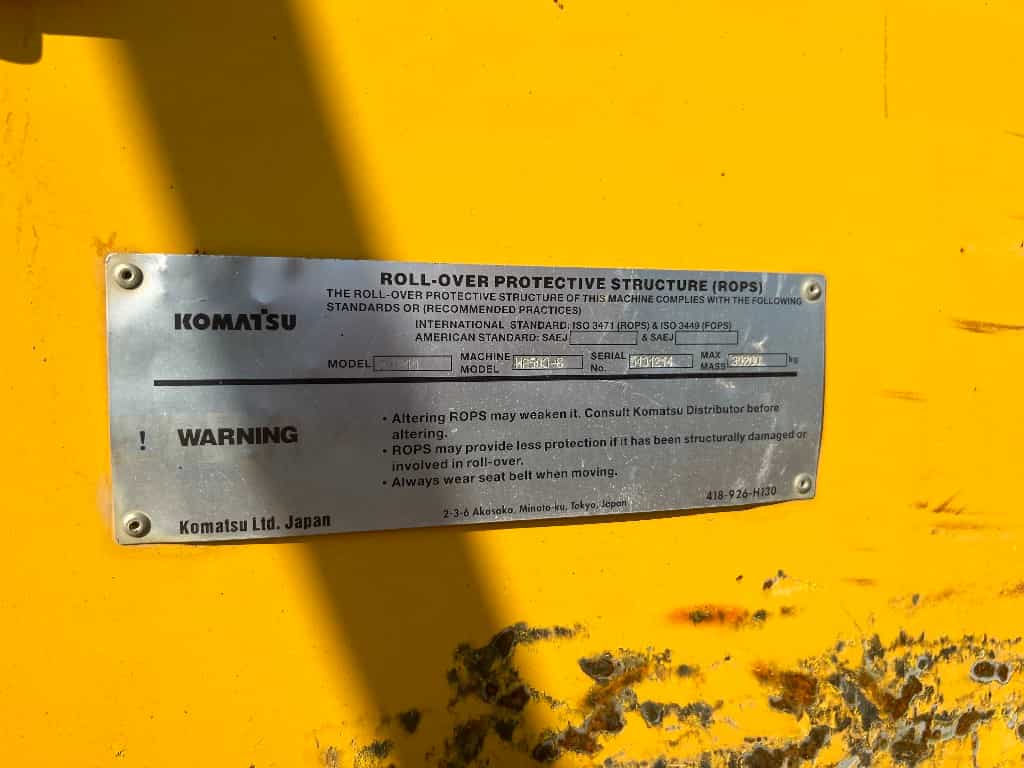 ROLL-OVER PROTECTIVE STRUCTURE (ROPS)
THE ROLL-OVER PROTECTIVE STRUCTURE OF THIS MACHINE COMPLIES WITH THE FOLLOWING
STANDARDS OR (RECOMMENDED PRACTICES)
KOMATSU
INTERNATIONAL STANDARD: ISO 3471 (ROPS) & ISO 3449 (FOPS)
AMERICAN STANDARD: SAEJ & SAEJ
MODEL MACHINE MODEL SERIAL No. MAX MASS kg
! WARNING
• Altering ROPS may weaken it. Consult Komatsu Distributor before
altering.
• ROPS may provide less protection if it has been structurally damaged or
involved in roll-over.
• Always wear seat belt when moving.
Komatsu Ltd. Japan
2-3-6 Akasaka, Minato-ku, Tokyo, Japan
418-926-H130